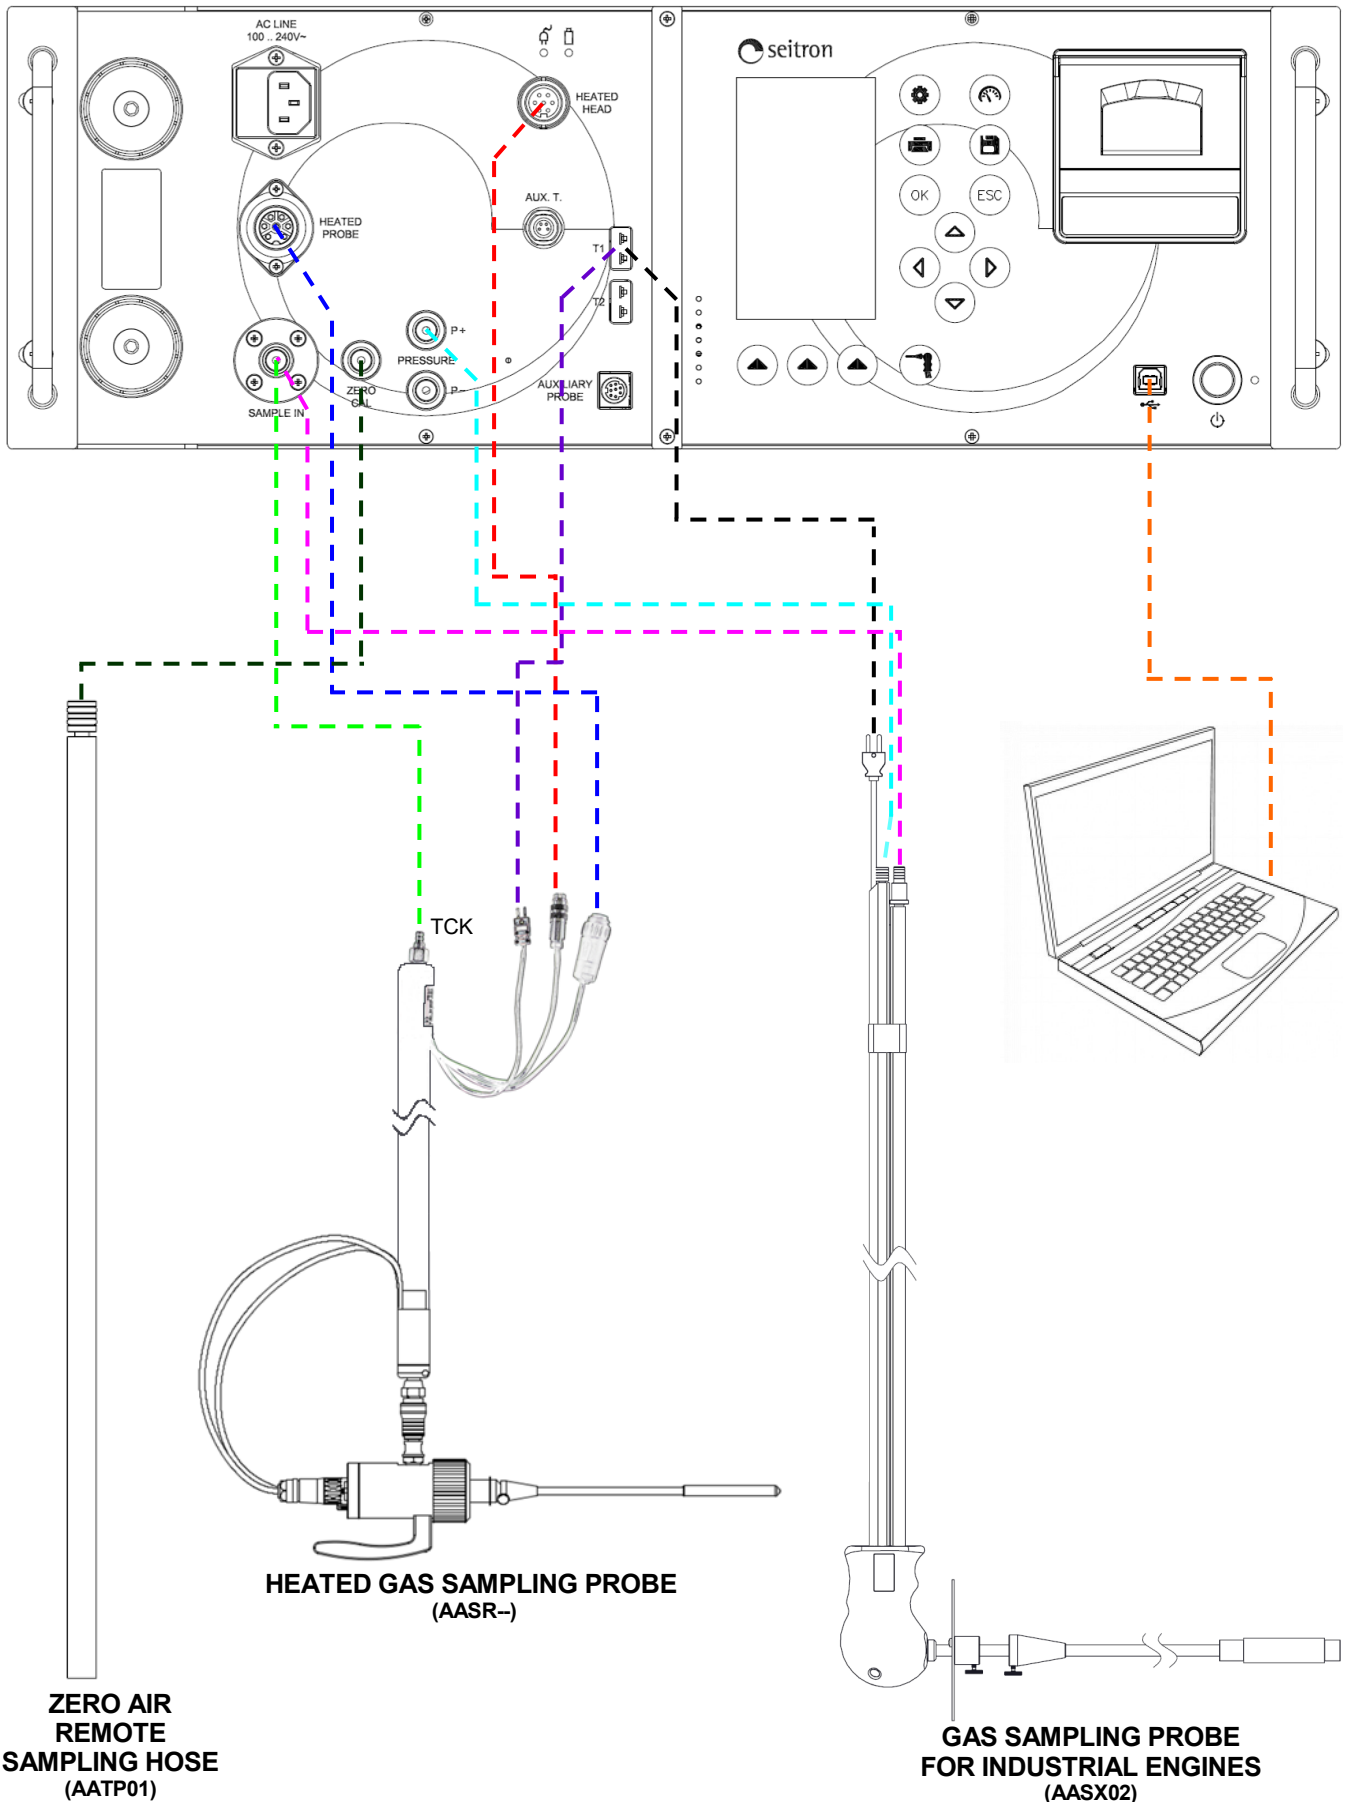 AC LINE
100 .. 240V~
HEATED
HEAD
seitron
HEATED
PROBE
AUX. T.
T1
T2
OK
ESC
P+
PRESSURE
P-
ZERO
CAL
SAMPLE IN
AUXILIARY
PROBE
TCK
HEATED GAS SAMPLING PROBE
(AASR--)
ZERO AIR
REMOTE
SAMPLING HOSE
(AATP01)
GAS SAMPLING PROBE
FOR INDUSTRIAL ENGINES
(AASX02)